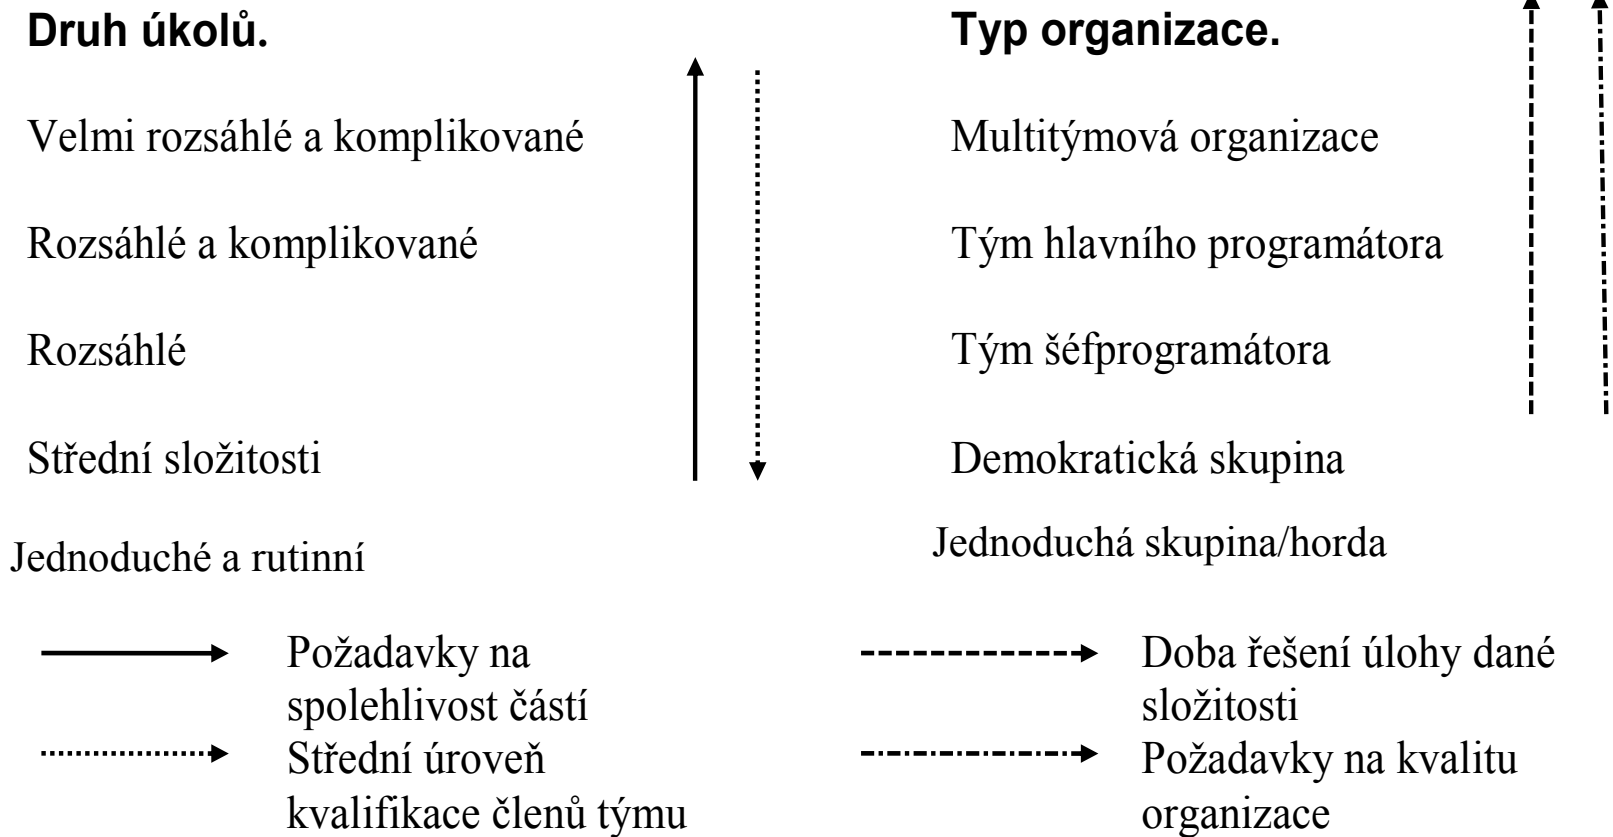 Druh úkolů.
Typ organizace.
Velmi rozsáhlé a komplikované
Multitýmová organizace
Rozsáhlé a komplikované
Tým hlavního programátora
Rozsáhlé
Tým šéfprogramátora
Střední složitosti
Demokratická skupina
Jednoduché a rutinní
Jednoduchá skupina/horda
Požadavky na
spolehlivost částí
Střední úroveň
kvalifikace členů týmu
Doba řešení úlohy dané
složitosti
Požadavky na kvalitu
organizace